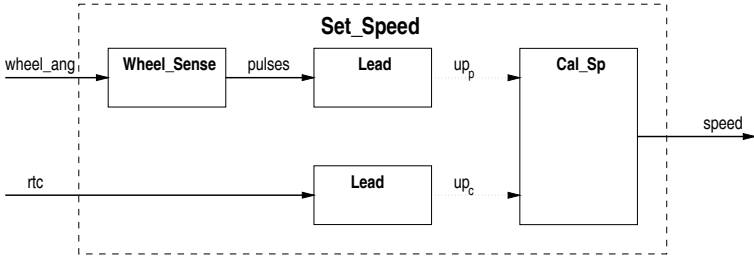 Set_Speed
wheel_ang
Wheel_Sense
pulses
Lead
up_p
Cal_Sp
speed
rtc
Lead
up_c